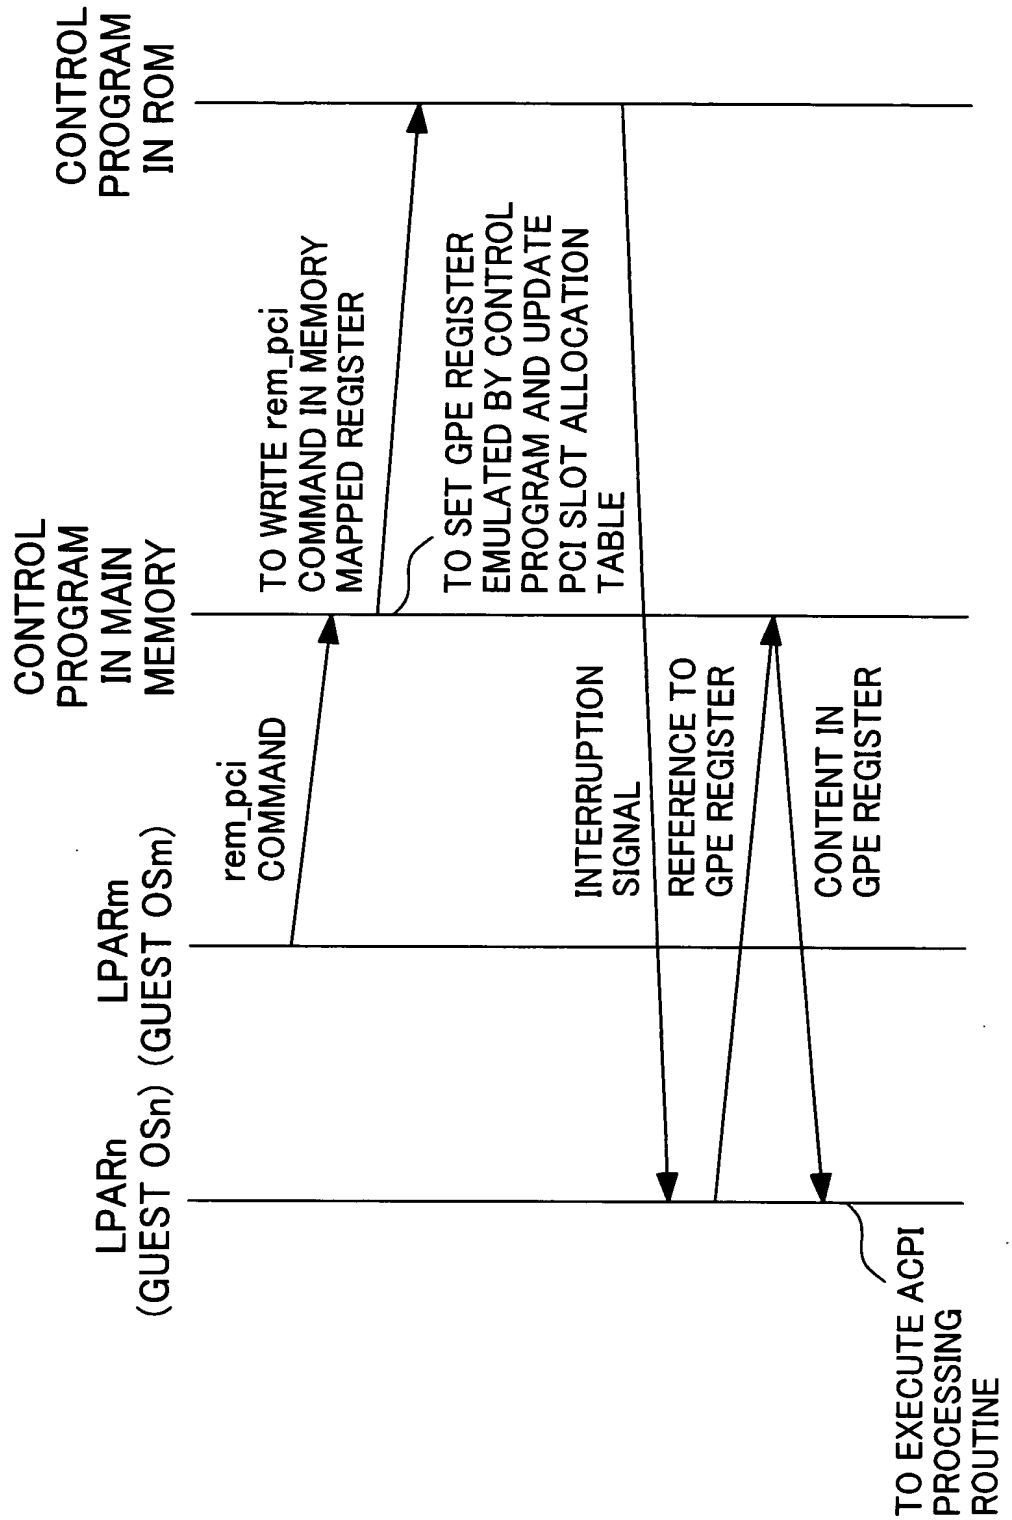 LPARn
(GUEST OSn)
LPARm
(GUEST OSm)
CONTROL
PROGRAM
IN MAIN
MEMORY
CONTROL
PROGRAM
IN ROM
rem_pci
COMMAND
TO WRITE rem_pci
COMMAND IN MEMORY
MAPPED REGISTER
TO SET GPE REGISTER
EMULATED BY CONTROL
PROGRAM AND UPDATE
PCI SLOT ALLOCATION
TABLE
INTERRUPTION
SIGNAL
REFERENCE TO
GPE REGISTER
CONTENT IN
GPE REGISTER
TO EXECUTE ACPI
PROCESSING
ROUTINE